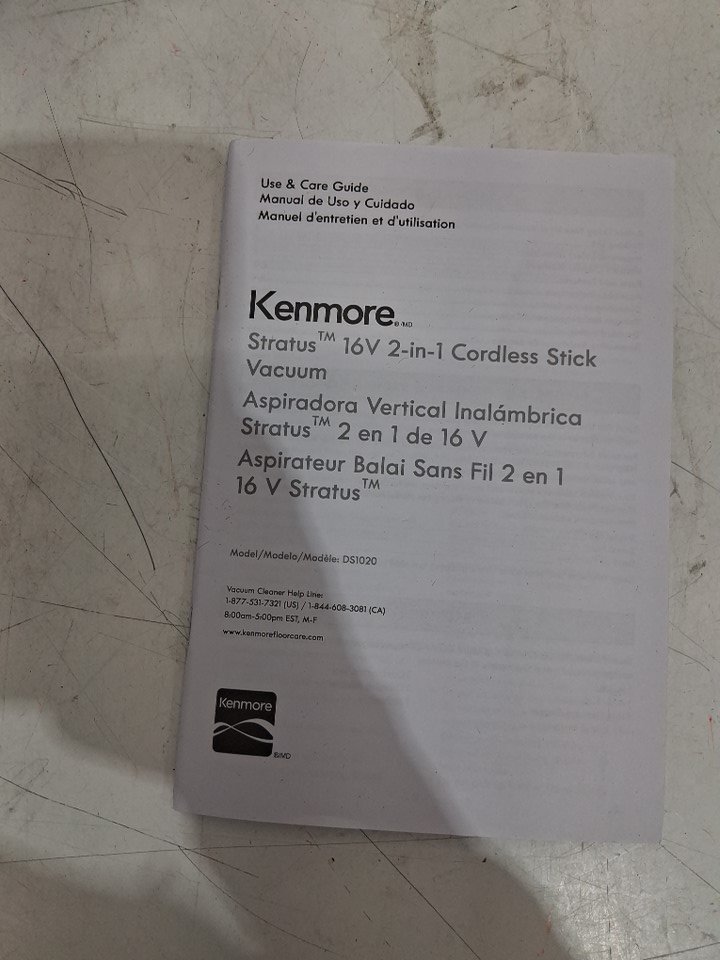 Use & Care Guide
Manual de Uso y Cuidado
Manuel d'entretien et d'utilisation
Kenmore® /MD
Stratus™ 16V 2-in-1 Cordless Stick
Vacuum
Aspiradora Vertical Inalámbrica
Stratus™ 2 en 1 de 16 V
Aspirateur Balai Sans Fil 2 en 1
16 V Stratus™
Model/Modelo/Modèle: DS1020
Vacuum Cleaner Help Line:
1-877-531-7321 (US) / 1-844-608-3081 (CA)
8:00am-5:00pm EST, M-F
www.kenmorefloorcare.com
Kenmore
®/MD